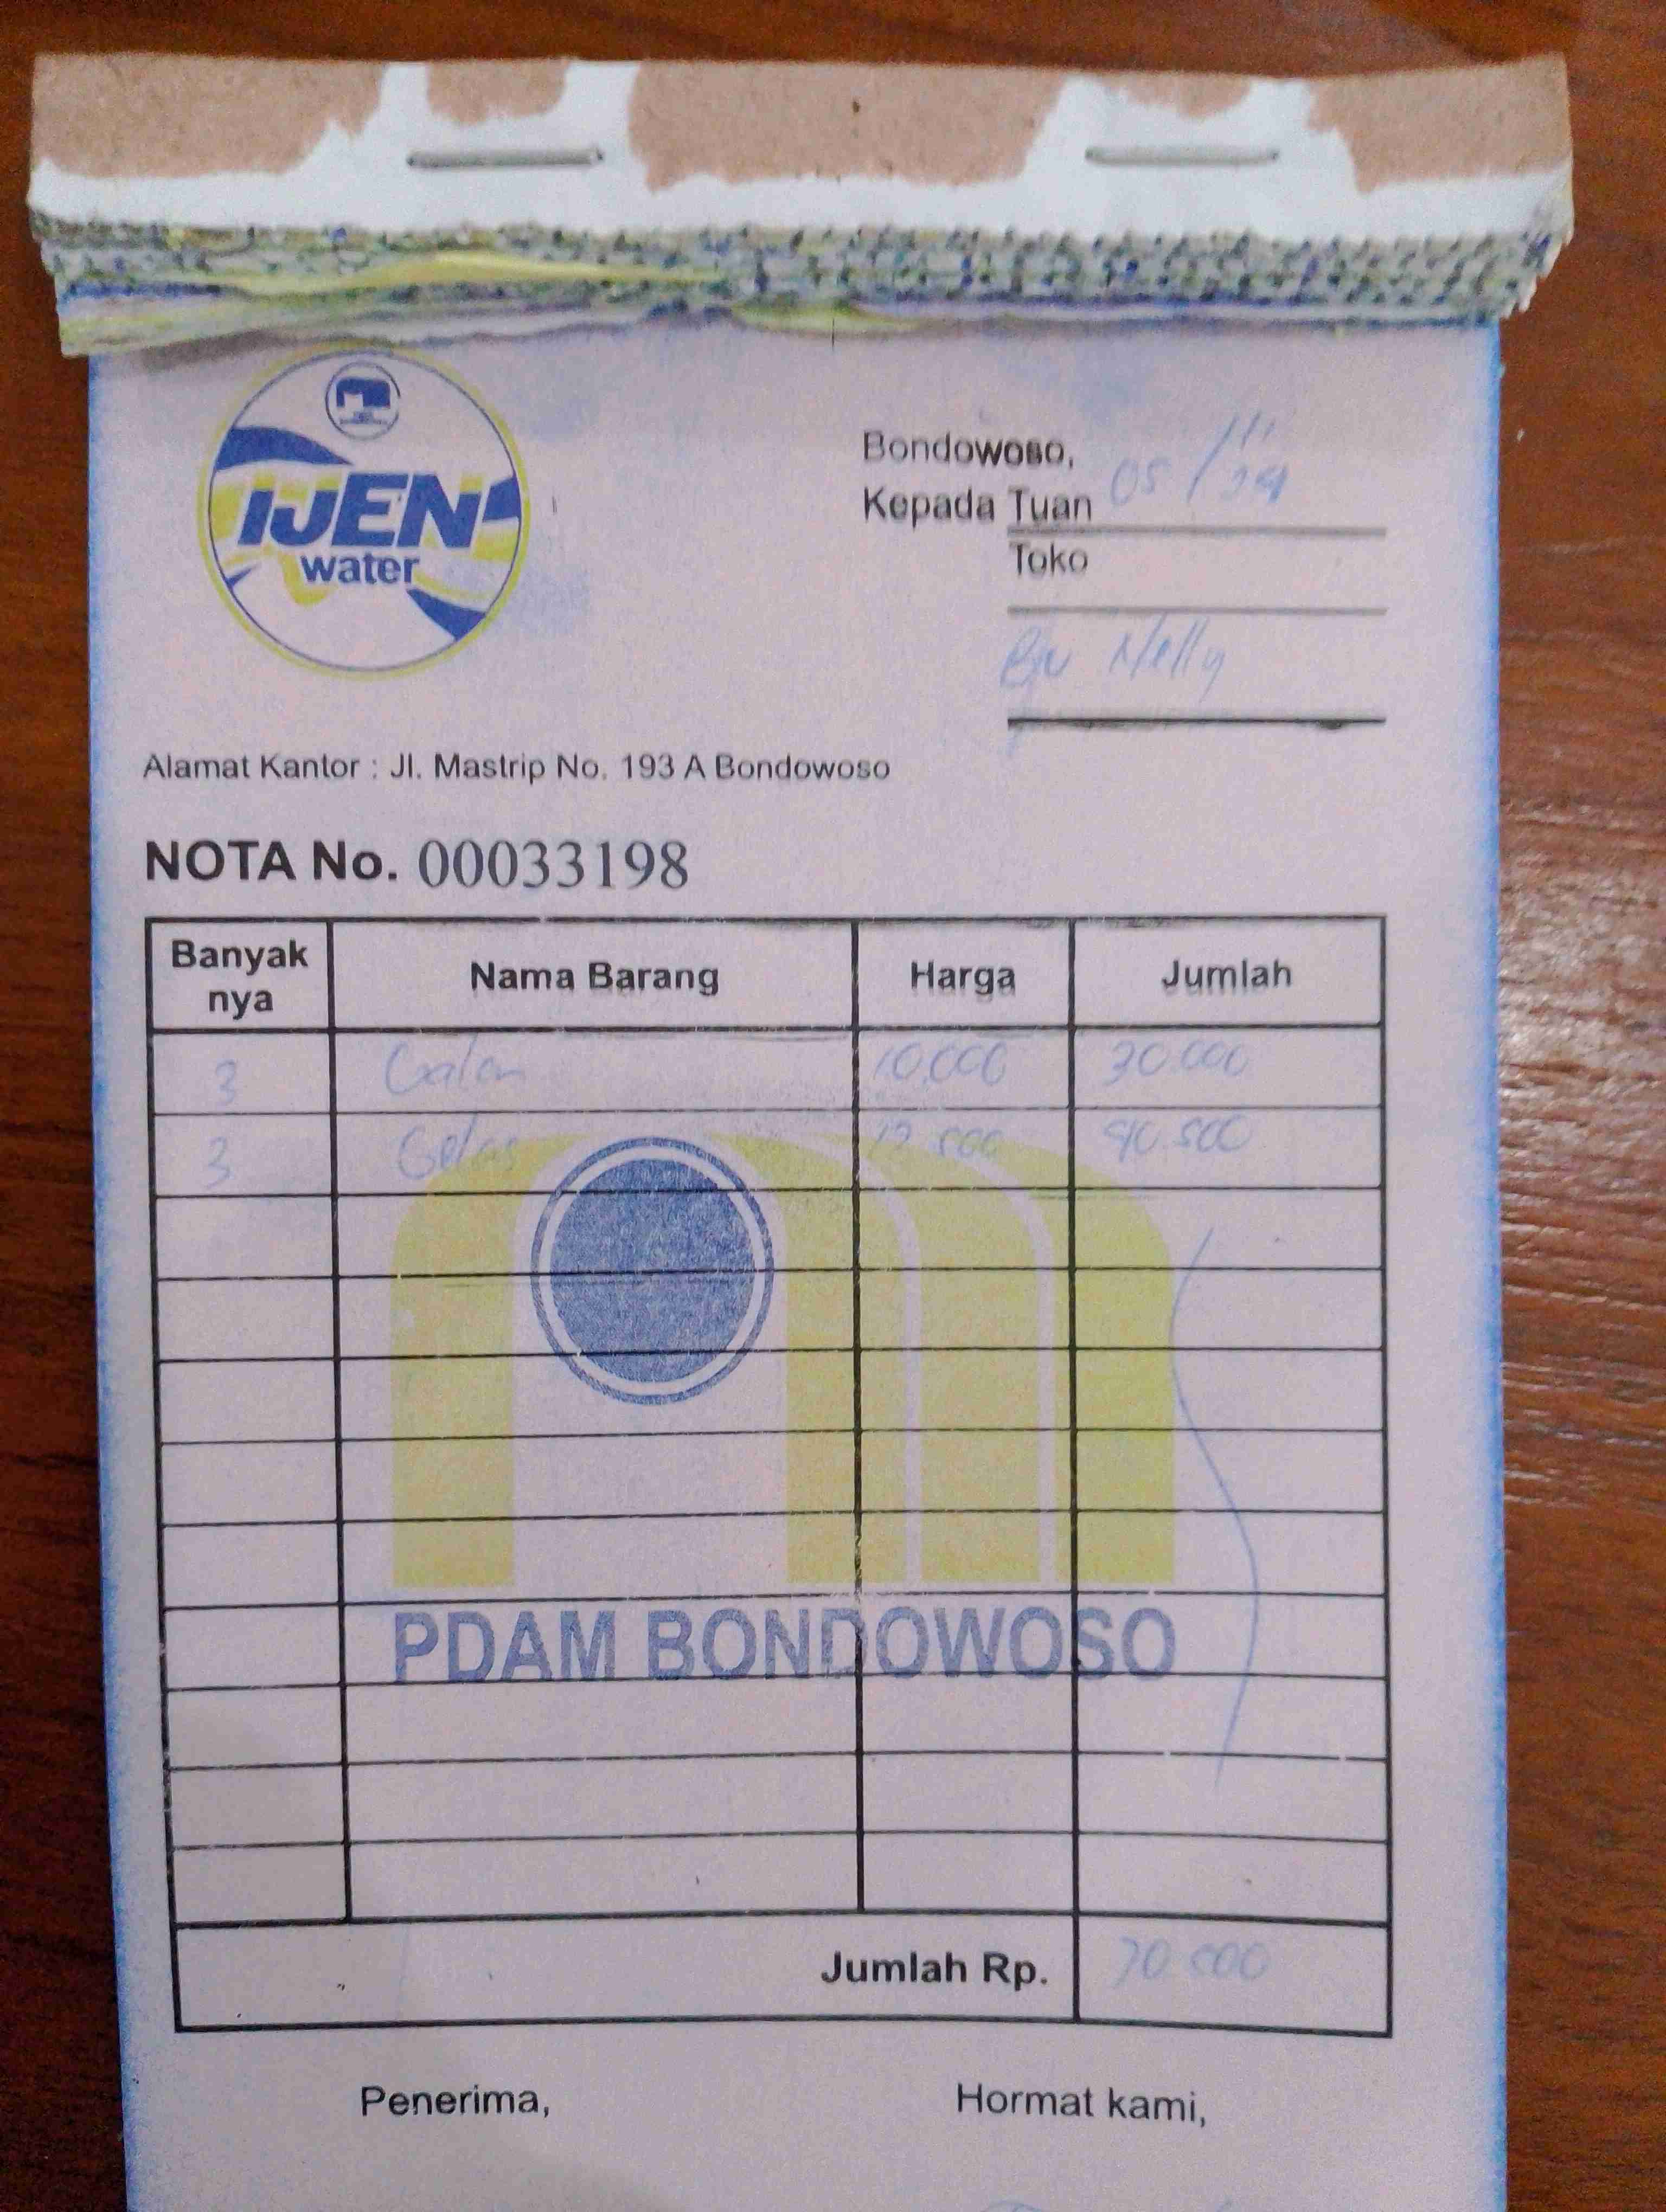 IJEN
water
Bondowoso,
05 / III 24
Kepada Tuan
Toko
Bu Nelly
Alamat Kantor : Jl. Mastrip No. 193 A Bondowoso
NOTA No. 00033198
Banyak nya Nama Barang Harga Jumlah
3 Galon 10.000 30.000
3 Gelas 500 40.500
PDAM BONDOWOSO
Jumlah Rp. 70.000
Penerima, Hormat kami,